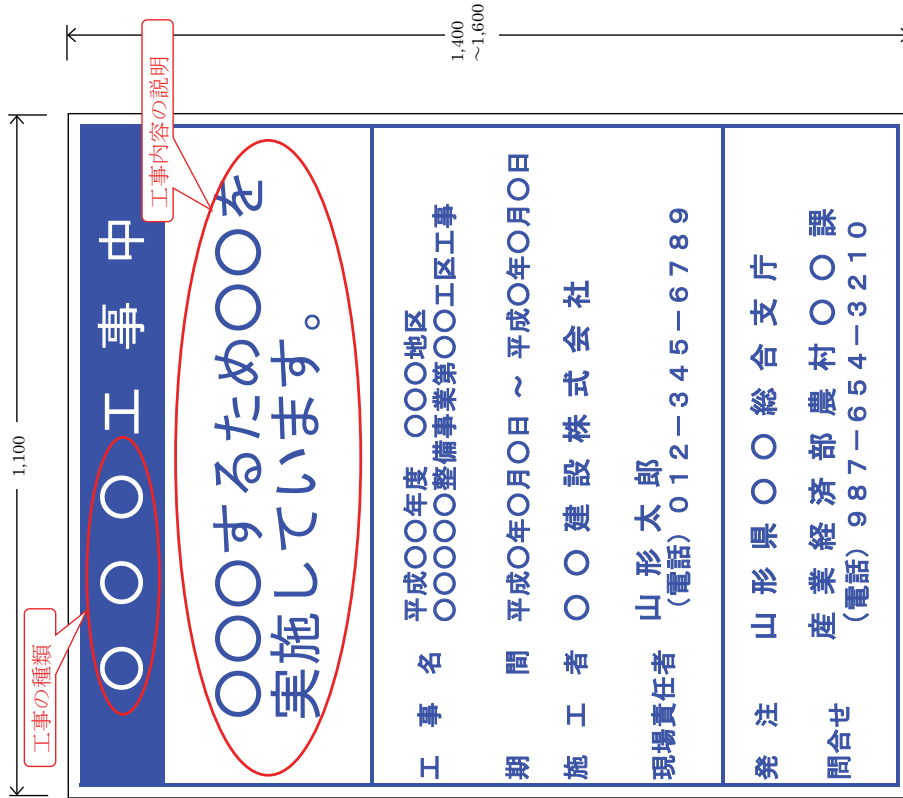 1,100
1,400
～1,600
工事の種類
○○○工事中
工事内容の説明
○○○するため○○を
実施しています。
工事名 平成○○年度 ○○○地区
○○○○○整備事業第○○工区工事
期間 平成○年○月○日 ～ 平成○年○月○日
施工者 ○○建設株式会社
現場責任者 山形太郎
(電話)012－345－6789
発注 山形県○○総合支庁
問合せ 産業経済部農村○○課
(電話)987－654－3210